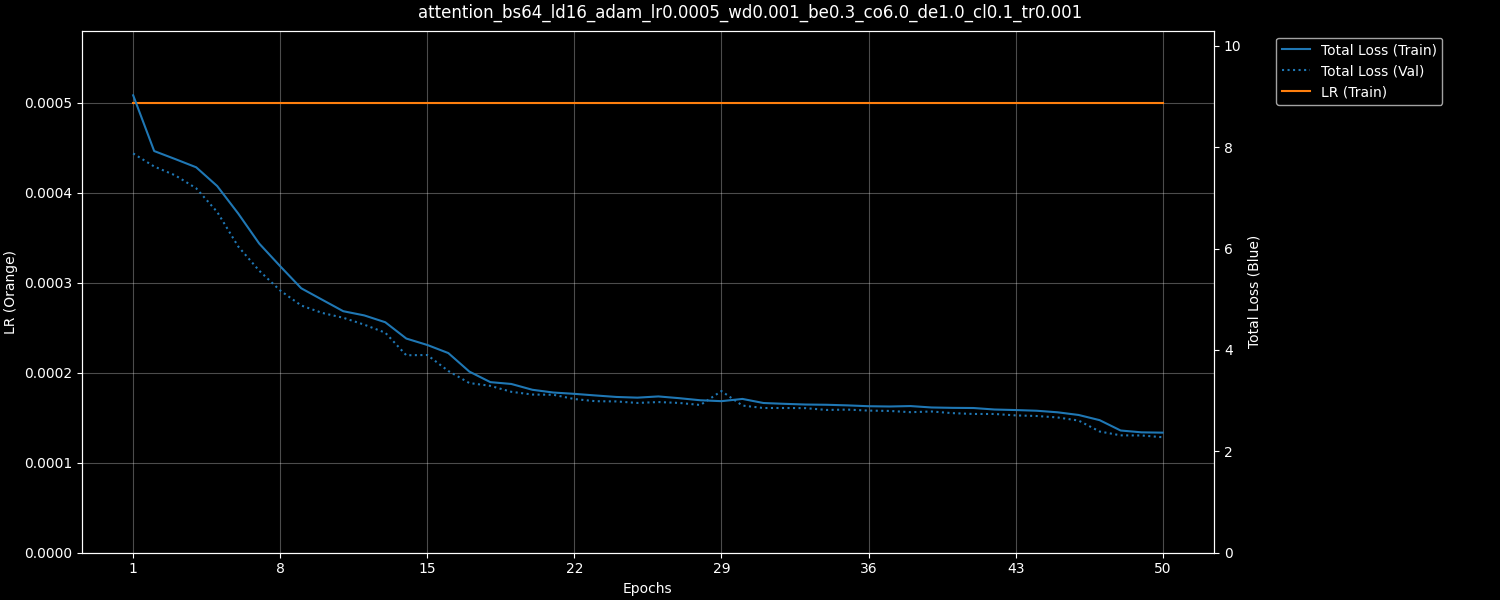 attention_bs64_ld16_adam_lr0.0005_wd0.001_be0.3_co6.0_de1.0_cl0.1_tr0.001
Total Loss (Train)
Total Loss (Val)
LR (Train)
LR (Orange)
0.0005
0.0004
0.0003
0.0002
0.0001
0.0000
10
8
6
4
2
0
Total Loss (Blue)
1 8 15 22 29 36 43 50
Epochs